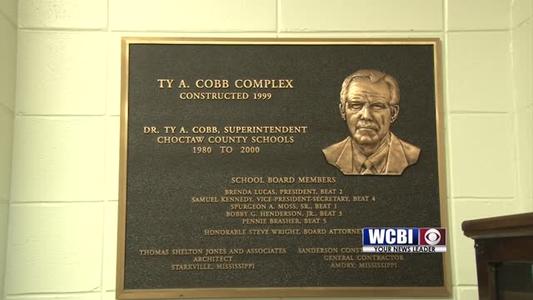 TY A. COBB COMPLEX
CONSTRUCTED 1999
DR. TY A. COBB, SUPERINTENDENT
CHOCTAW COUNTY SCHOOLS
1980 TO 2000
SCHOOL BOARD MEMBERS
BRENDA LUCAS, PRESIDENT, BEAT 2
SAMUEL KENNEDY, VICE-PRESIDENT-SECRETARY, BEAT 4
SPURGEON A. MOSS, SR., BEAT 1
BOBBY G. HENDERSON, JR., BEAT 3
PENNIE BRASHER, BEAT 5
HONORABLE STEVE WRIGHT, BOARD ATTORNEY
THOMAS SHELTON JONES AND ASSOCIATES
ARCHITECT
STARKVILLE, MISSISSIPPI
SANDERSON
GENERAL CONTRACTOR
AMORY, MISSISSIPPI
WCBI
YOUR NEWS LEADER